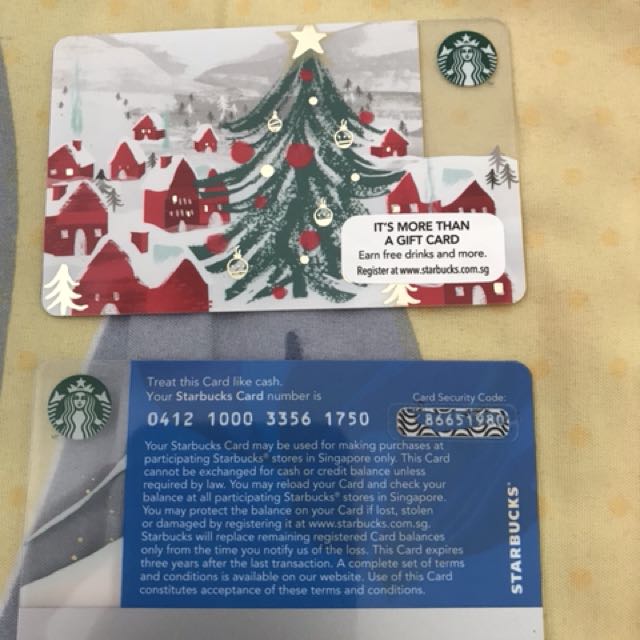 IT'S MORE THAN
A GIFT CARD
Earn free drinks and more.
Register at www.starbucks.com.sg
Treat this Card like cash.
Your Starbucks Card number is
0412 1000 3356 1750
Card Security Code:
86651980
Your Starbucks Card may be used for making purchases at
participating Starbucks® stores in Singapore only. This Card
cannot be exchanged for cash or credit balance unless
required by law. You may reload your Card and check your
balance at all participating Starbucks® stores in Singapore.
You may protect the balance on your Card if lost, stolen
or damaged by registering it at www.starbucks.com.sg.
Starbucks will replace remaining registered Card balances
only from the time you notify us of the loss. This Card expires
three years after the last transaction. A complete set of terms
and conditions is available on our website. Use of this Card
constitutes acceptance of these terms and conditions.
STARBUCKS®